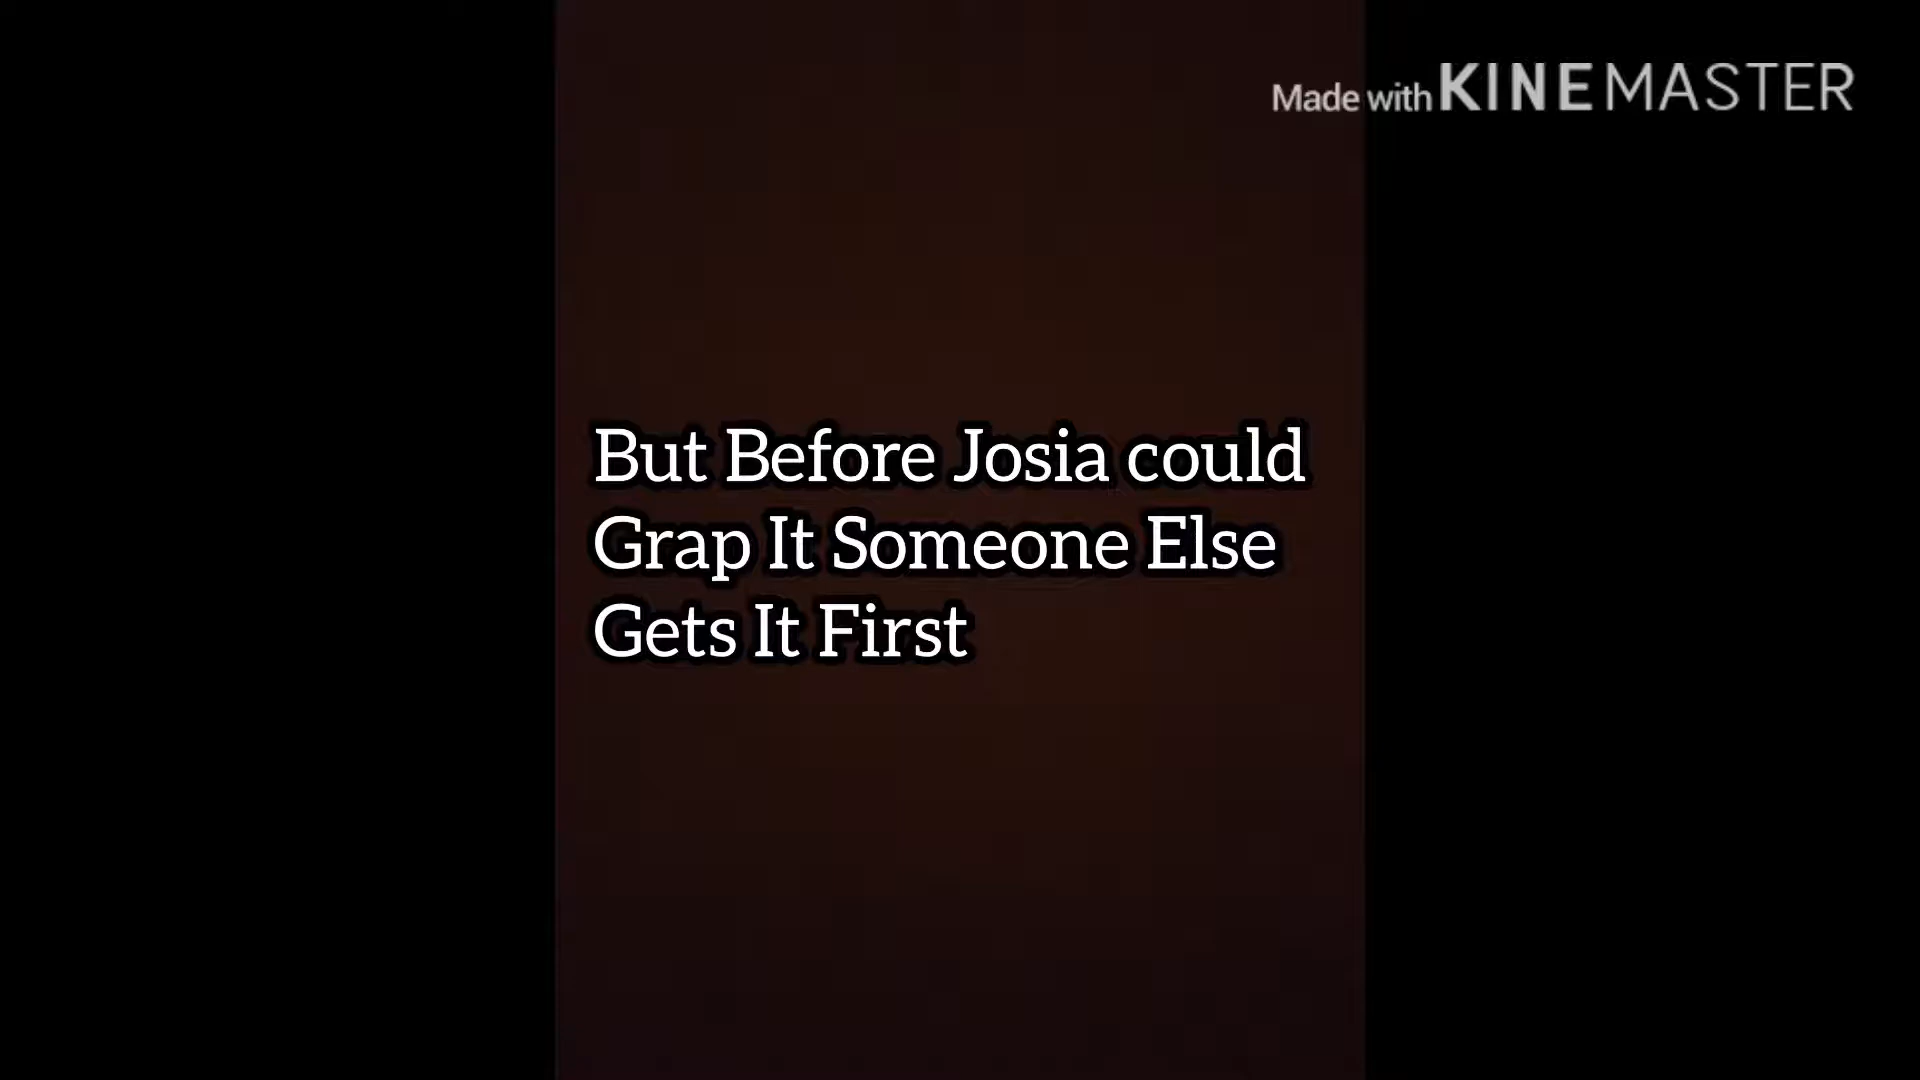 Made with KINEMASTER
But Before Josia could
Grap It Someone Else
Gets It First